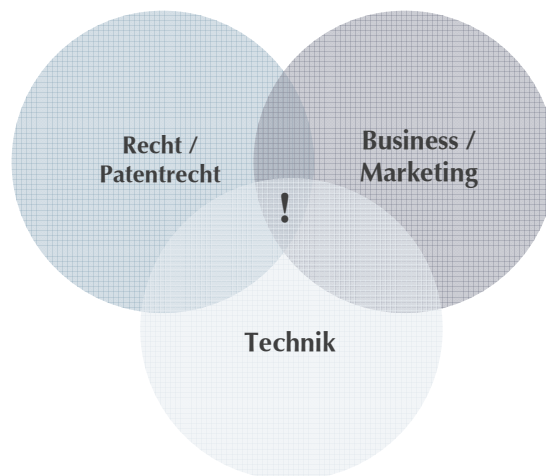 Recht /
Patentrecht
Business /
Marketing
!
Technik